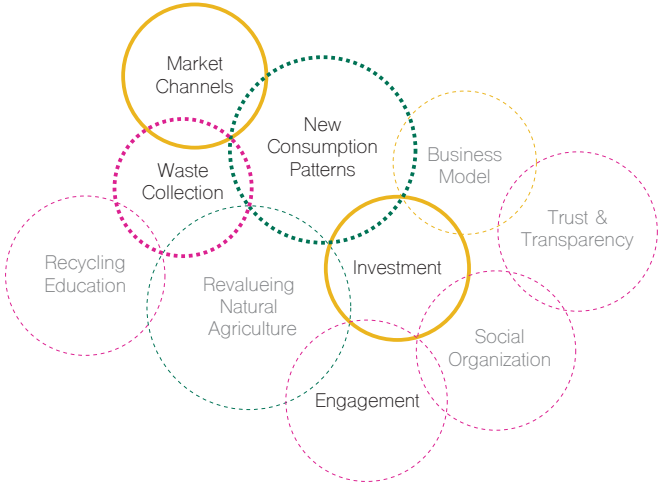 Market
Channels
New
Consumption
Patterns
Business
Model
Waste
Collection
Trust &
Transparency
Recycling
Education
Revalueing
Natural
Agriculture
Investment
Social
Organization
Engagement